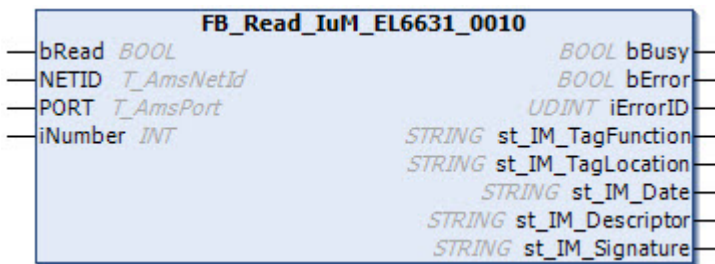 FB_Read_IuM_EL6631_0010
bRead BOOL BOOL bBusy
NETID T_AmsNetId BOOL bError
PORT T_AmsPort UDINT iErrorID
iNumber INT STRING st_IM_TagFunction
STRING st_IM_TagLocation
STRING st_IM_Date
STRING st_IM_Descriptor
STRING st_IM_Signature